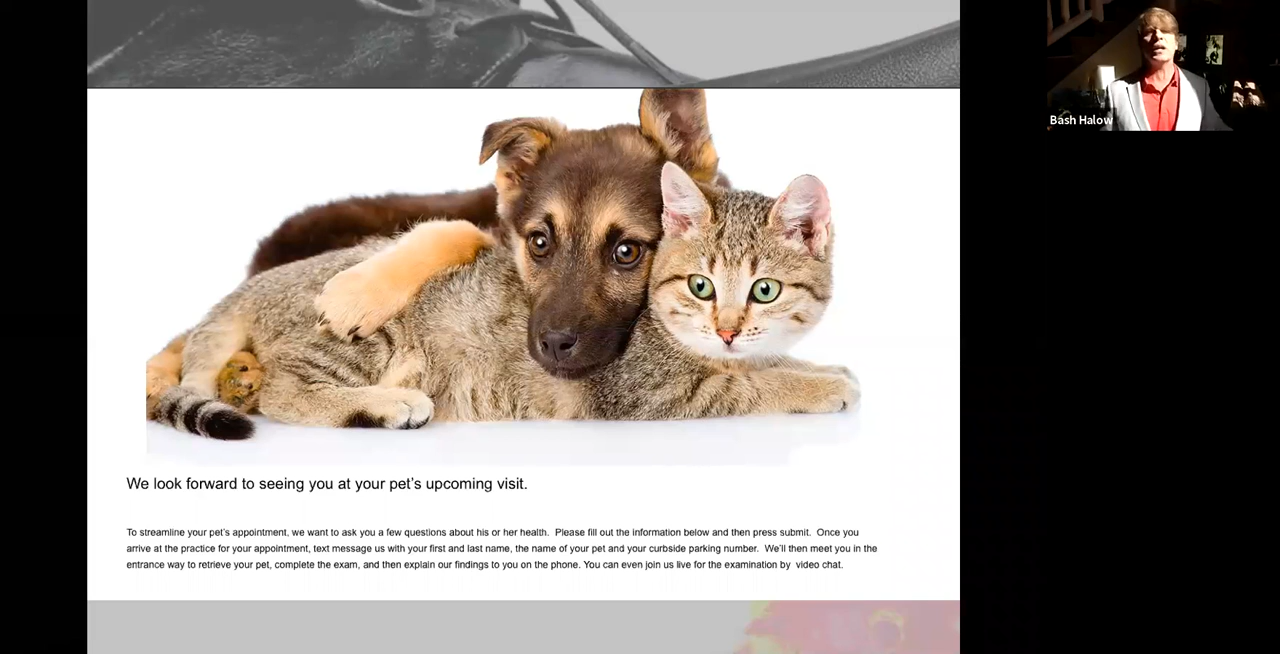 Bash Halow
We look forward to seeing you at your pet's upcoming visit.
To streamline your pet's appointment, we want to ask you a few questions about his or her health.  Please fill out the information below and then press submit.  Once you
arrive at the practice for your appointment, text message us with your first and last name, the name of your pet and your curbside parking number.  We'll then meet you in the
entrance way to retrieve your pet, complete the exam, and then explain our findings to you on the phone. You can even join us live for the examination by  video chat.